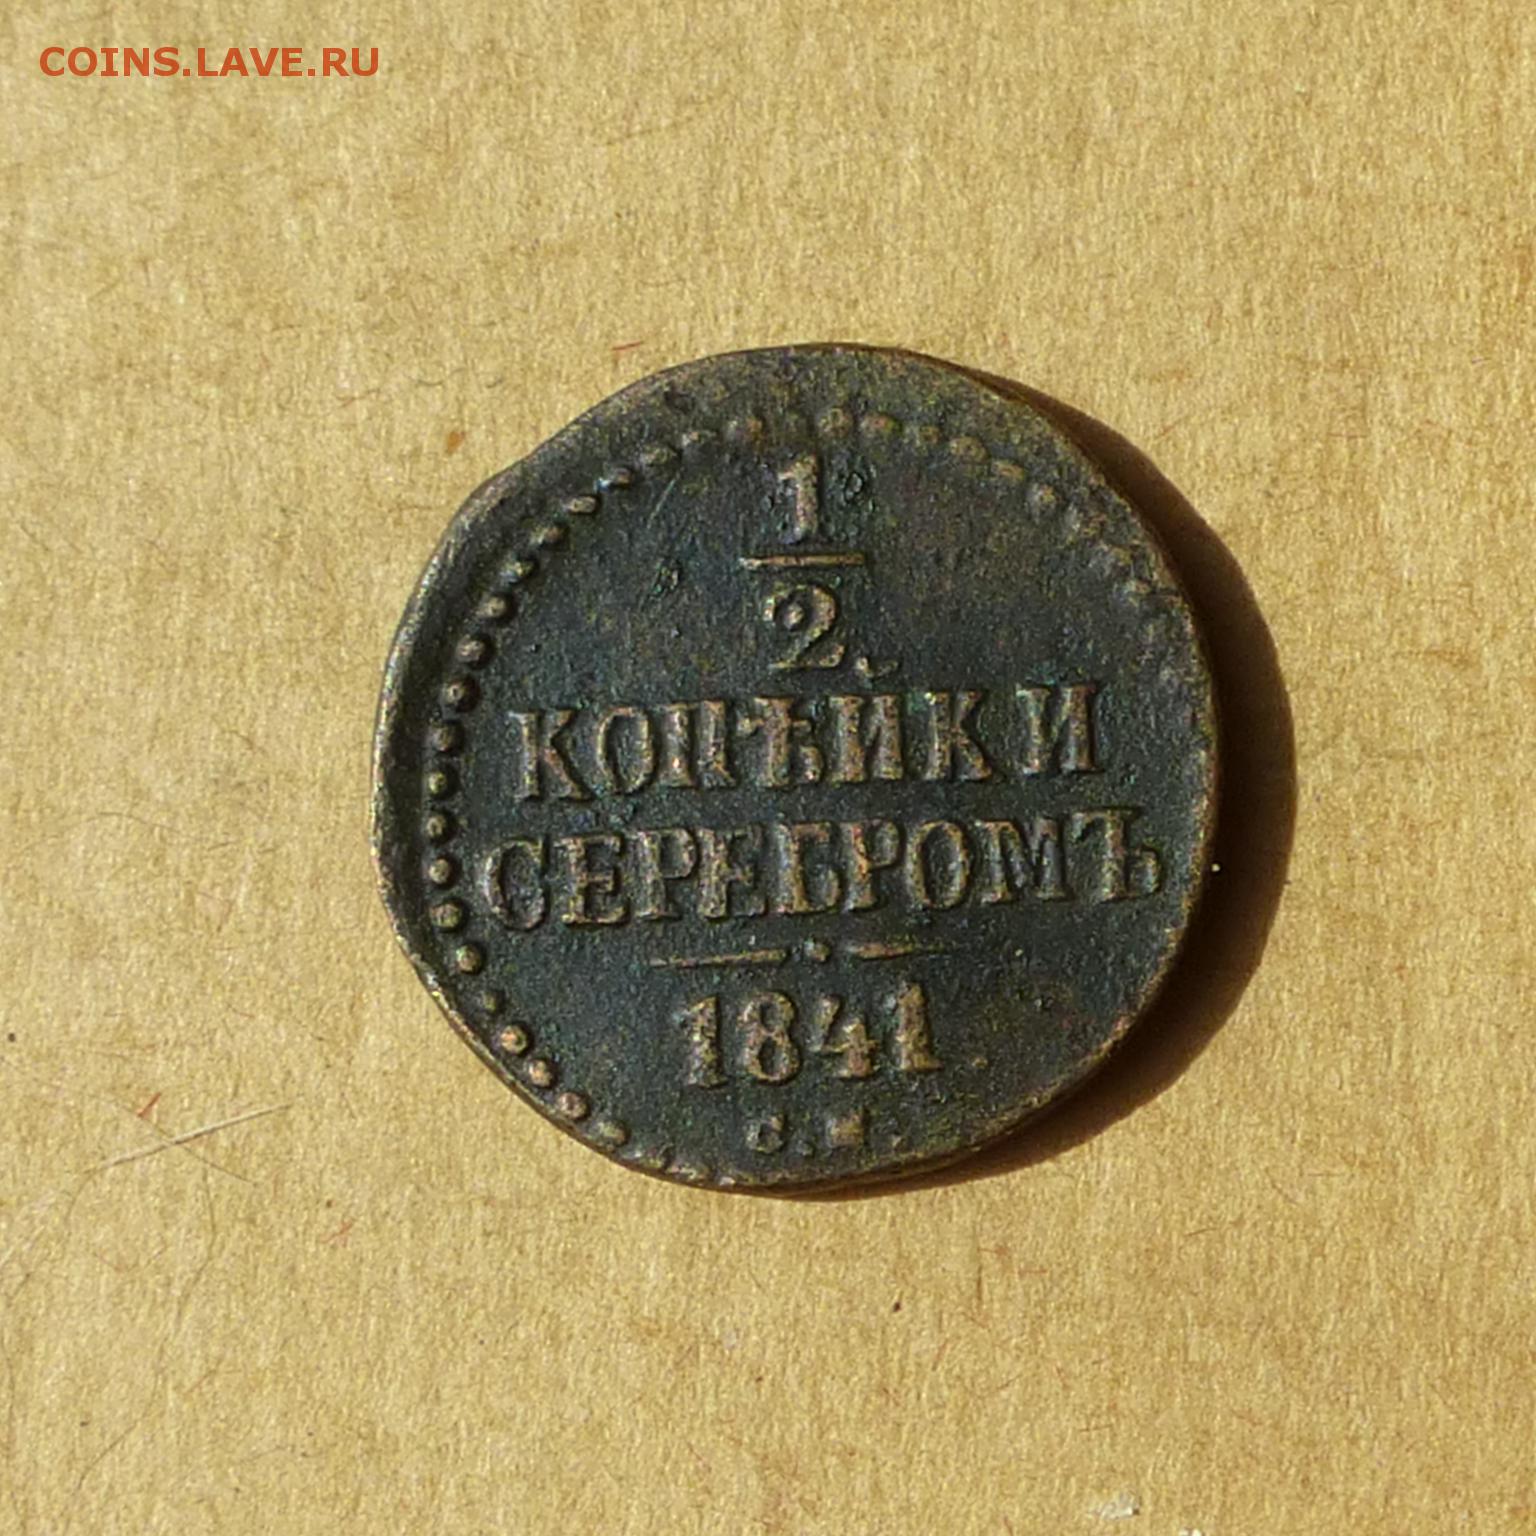 COINS.LAVE.RU
1
2
КОПѢЙКИ
СЕРЕБРОМЪ
1841
С.М.